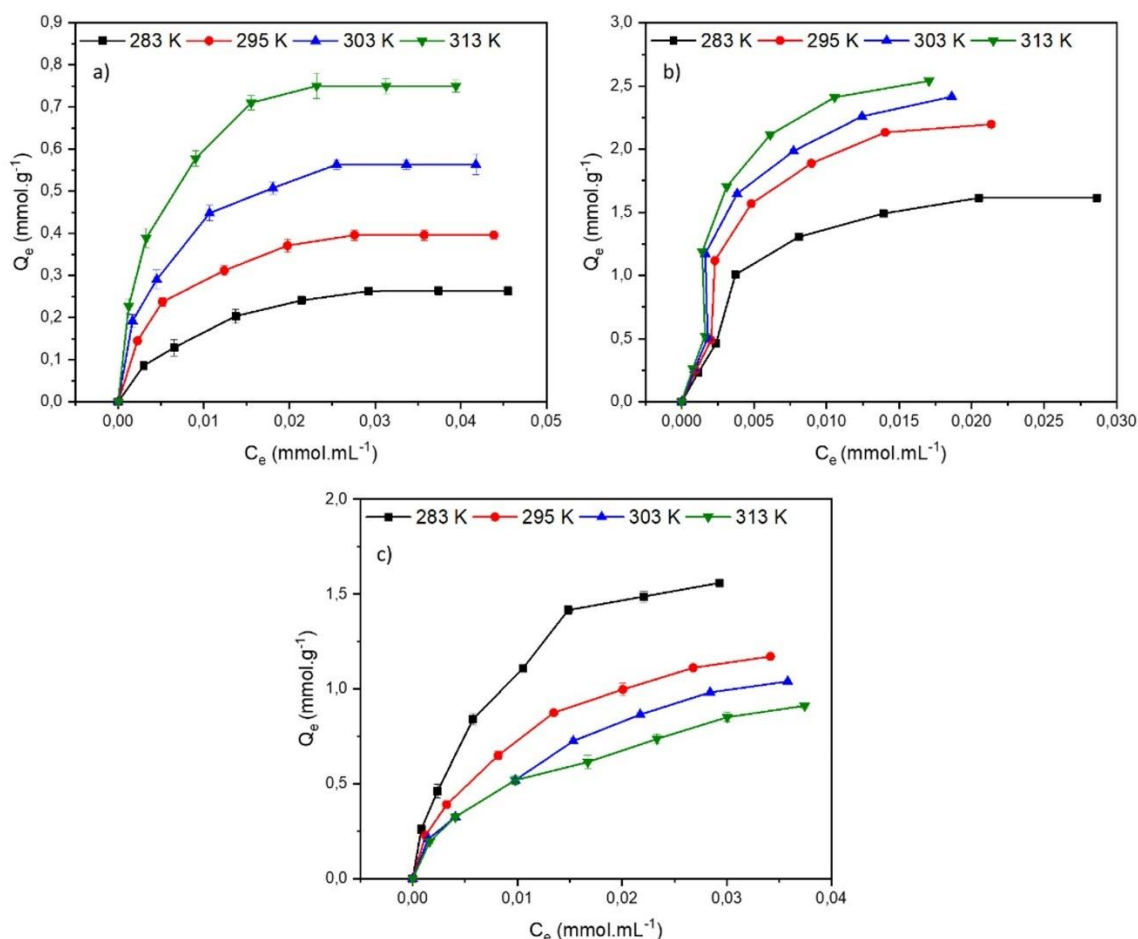 283 K 295 K 303 K 313 K
a)
Qe (mmol.g-1)
0,9
0,8
0,7
0,6
0,5
0,4
0,3
0,2
0,1
0,0
0,00 0,01 0,02 0,03 0,04 0,05
Ce (mmol.mL-1)
283 K 295 K 303 K 313 K
b)
Qe (mmol.g-1)
3,0
2,5
2,0
1,5
1,0
0,5
0,0
0,000 0,005 0,010 0,015 0,020 0,025 0,030
Ce (mmol.mL-1)
283 K 295 K 303 K 313 K
c)
Qe (mmol.g-1)
2,0
1,5
1,0
0,5
0,0
0,00 0,01 0,02 0,03 0,04
Ce (mmol.mL-1)